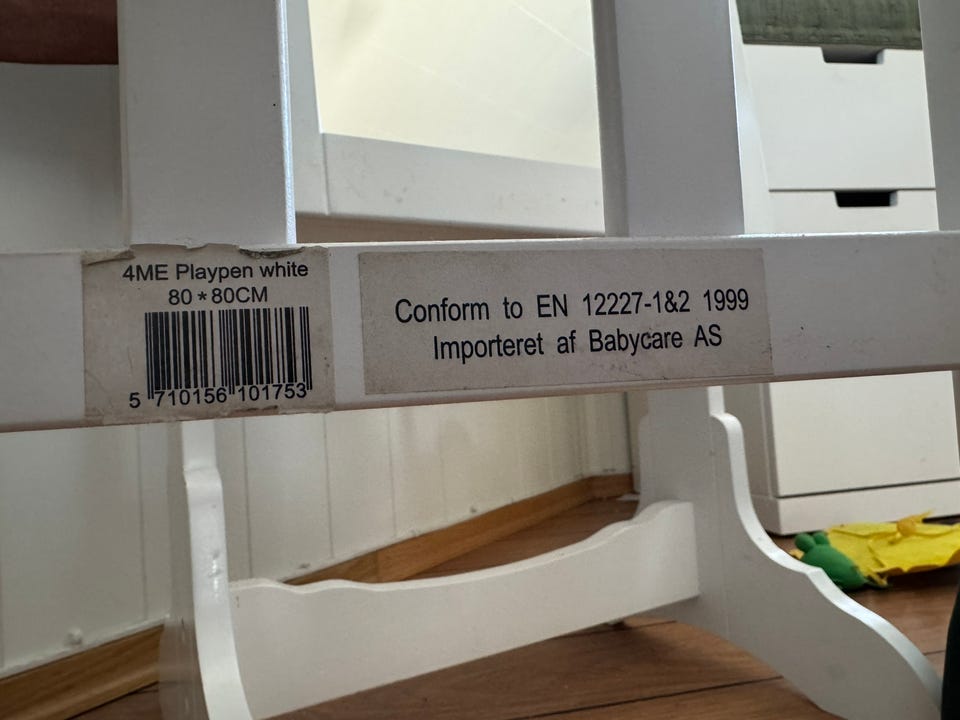 4ME Playpen white
80*80CM
5 710156 101753
Conform to EN 12227-1&2 1999
Importeret af Babycare AS